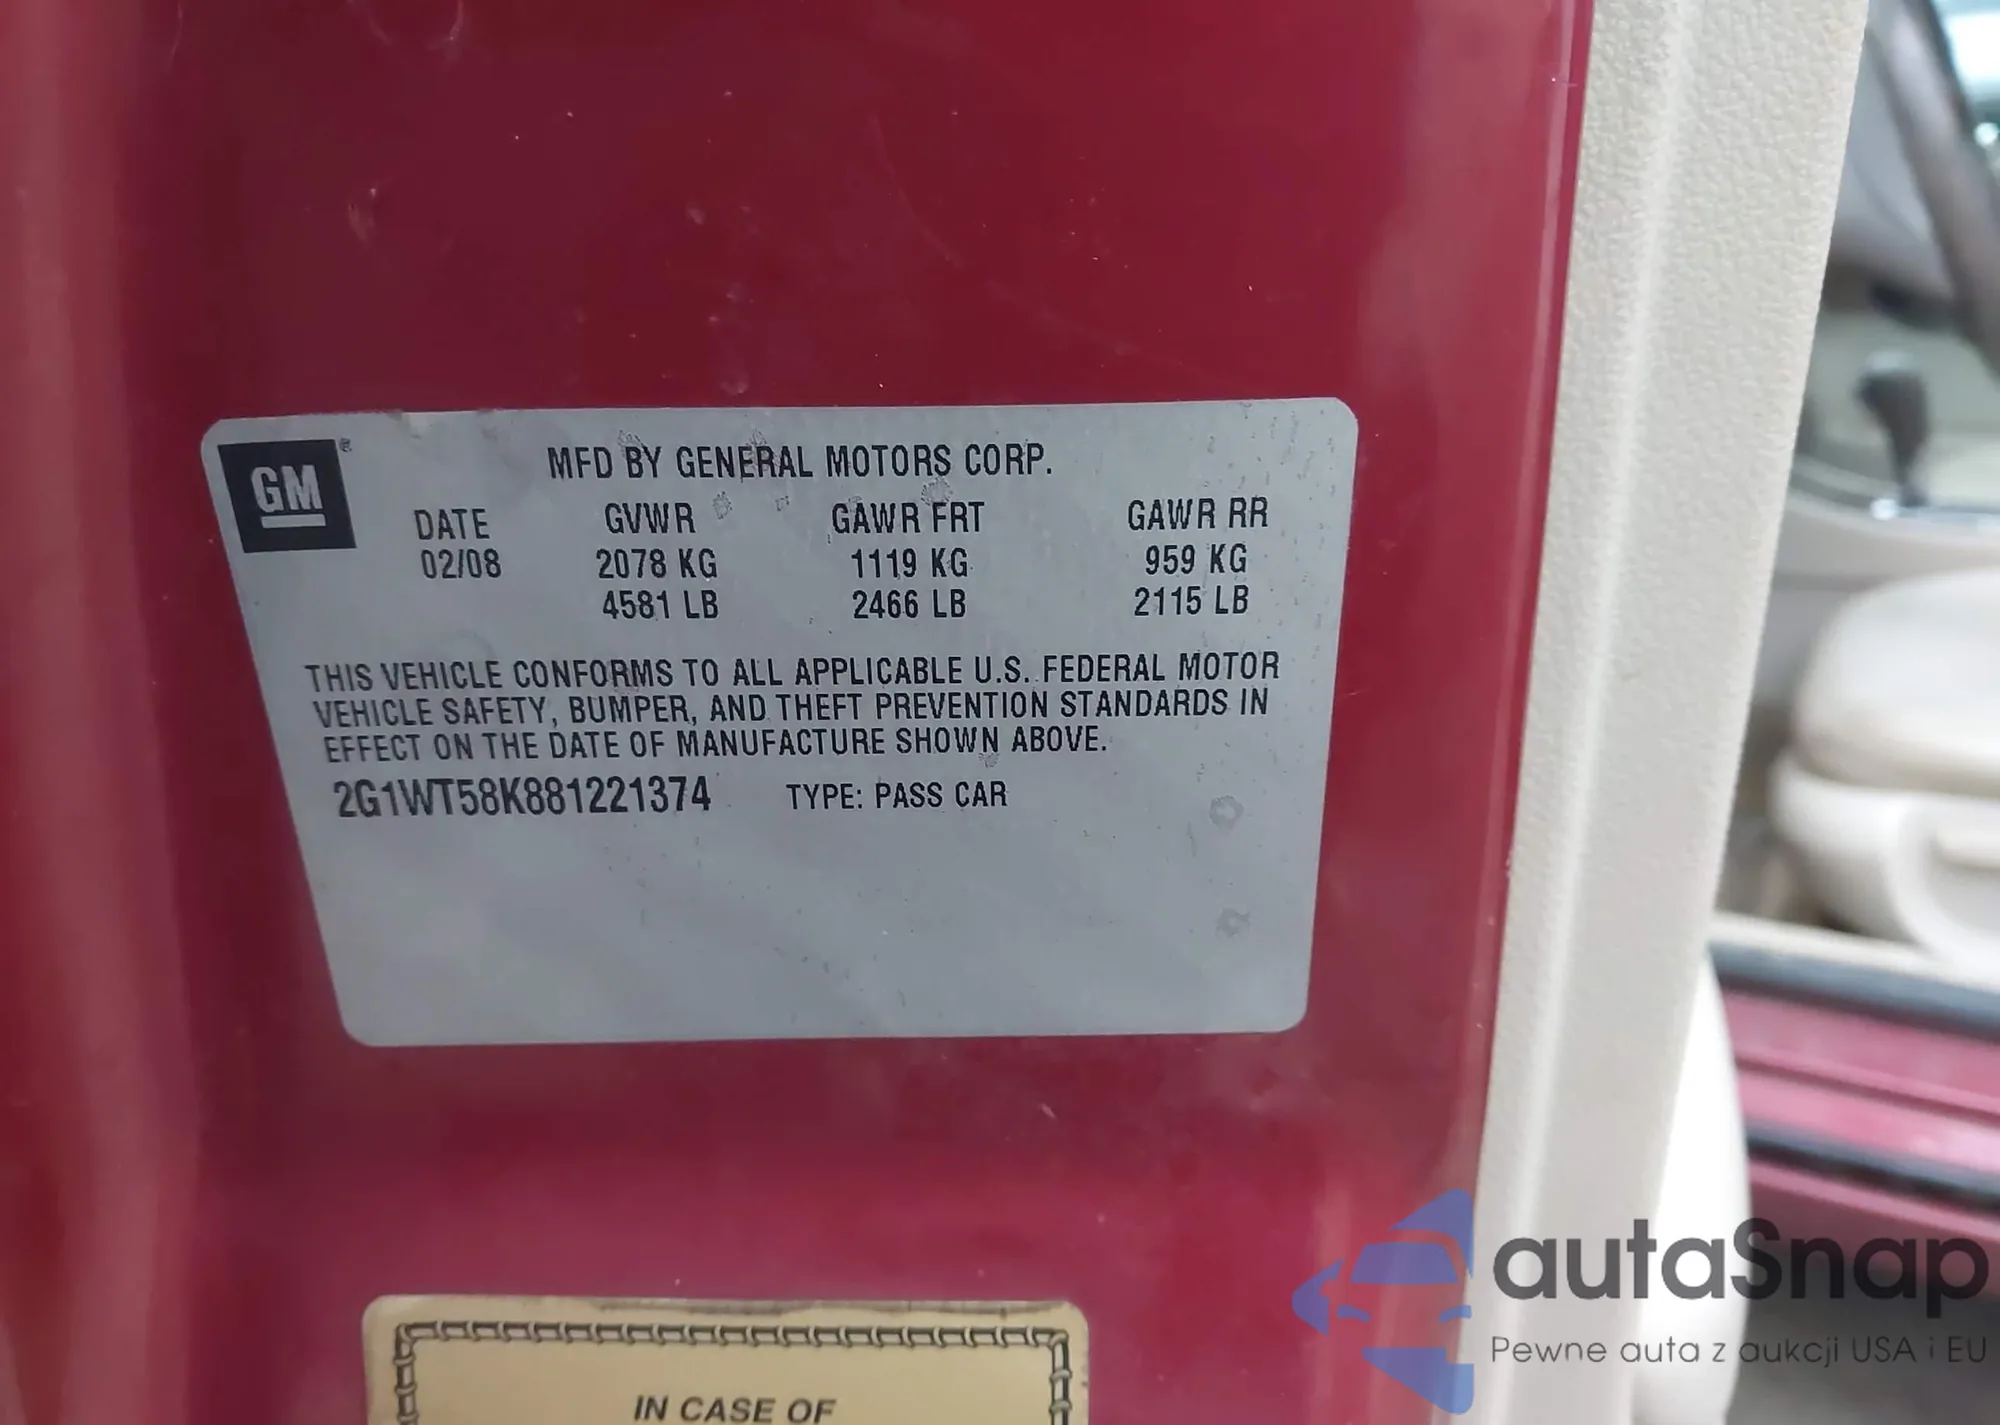 GM
®
MFD BY GENERAL MOTORS CORP.
DATE GVWR GAWR FRT GAWR RR
02/08 2078 KG 1119 KG 959 KG
4581 LB 2466 LB 2115 LB
THIS VEHICLE CONFORMS TO ALL APPLICABLE U.S. FEDERAL MOTOR
VEHICLE SAFETY, BUMPER, AND THEFT PREVENTION STANDARDS IN
EFFECT ON THE DATE OF MANUFACTURE SHOWN ABOVE.
2G1WT58K881221374 TYPE: PASS CAR
IN CASE OF
autaSnap
Pewne auta z aukcji USA i EU